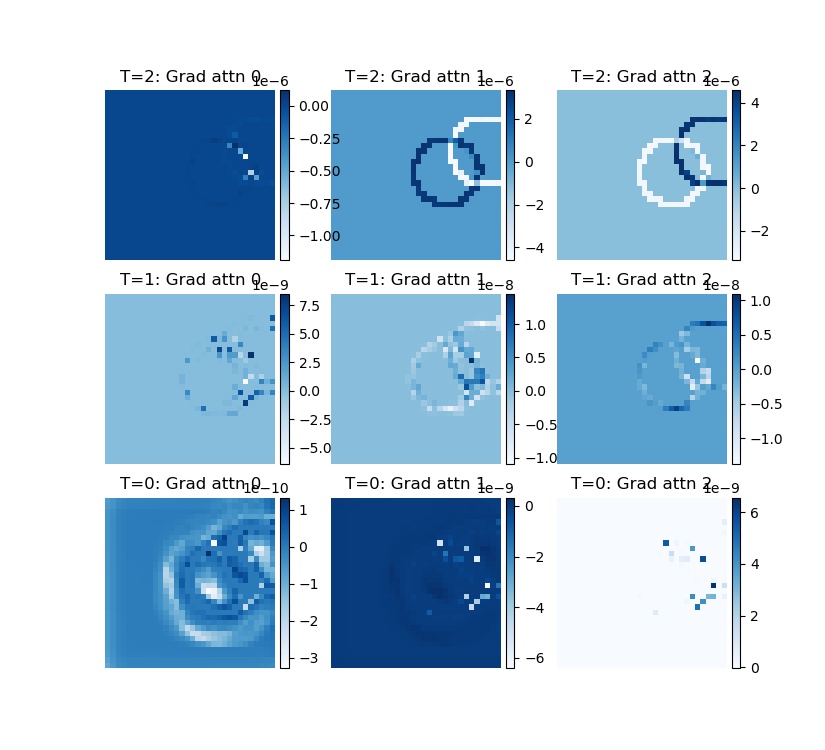 T=2: Grad attn 0
1e−6
0.00
−0.25
−0.50
−0.75
−1.00
T=2: Grad attn 1
1e−6
2
0
−2
−4
T=2: Grad attn 2
1e−6
4
2
0
−2
T=1: Grad attn 0
1e−9
7.5
5.0
2.5
0.0
−2.5
−5.0
T=1: Grad attn 1
1e−8
1.0
0.5
0.0
−0.5
−1.0
T=1: Grad attn 2
1e−8
1.0
0.5
0.0
−0.5
−1.0
T=0: Grad attn 0
1e−10
1
0
−1
−2
−3
T=0: Grad attn 1
1e−9
0
−2
−4
−6
T=0: Grad attn 2
1e−9
6
4
2
0